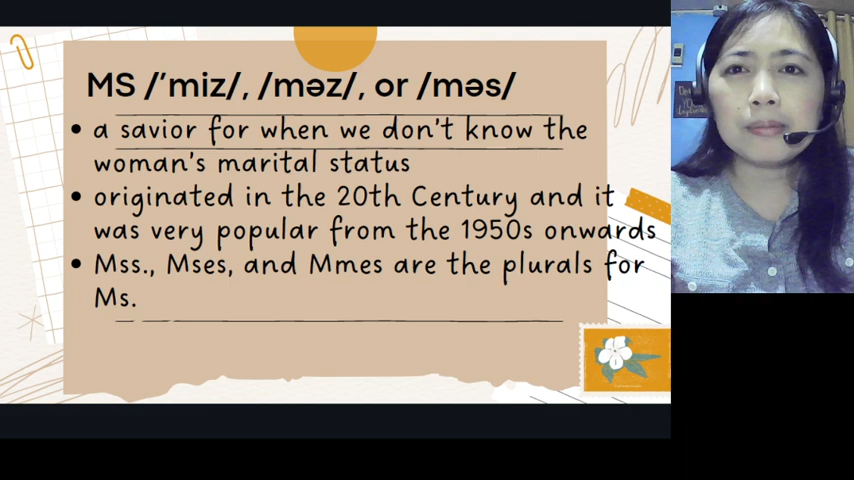 MS /'miz/, /məz/, or /məs/
• a savior for when we don't know the
woman's marital status
• originated in the 20th Century and it
was very popular from the 1950s onwards
• Mss., Mses, and Mmes are the plurals for
Ms.